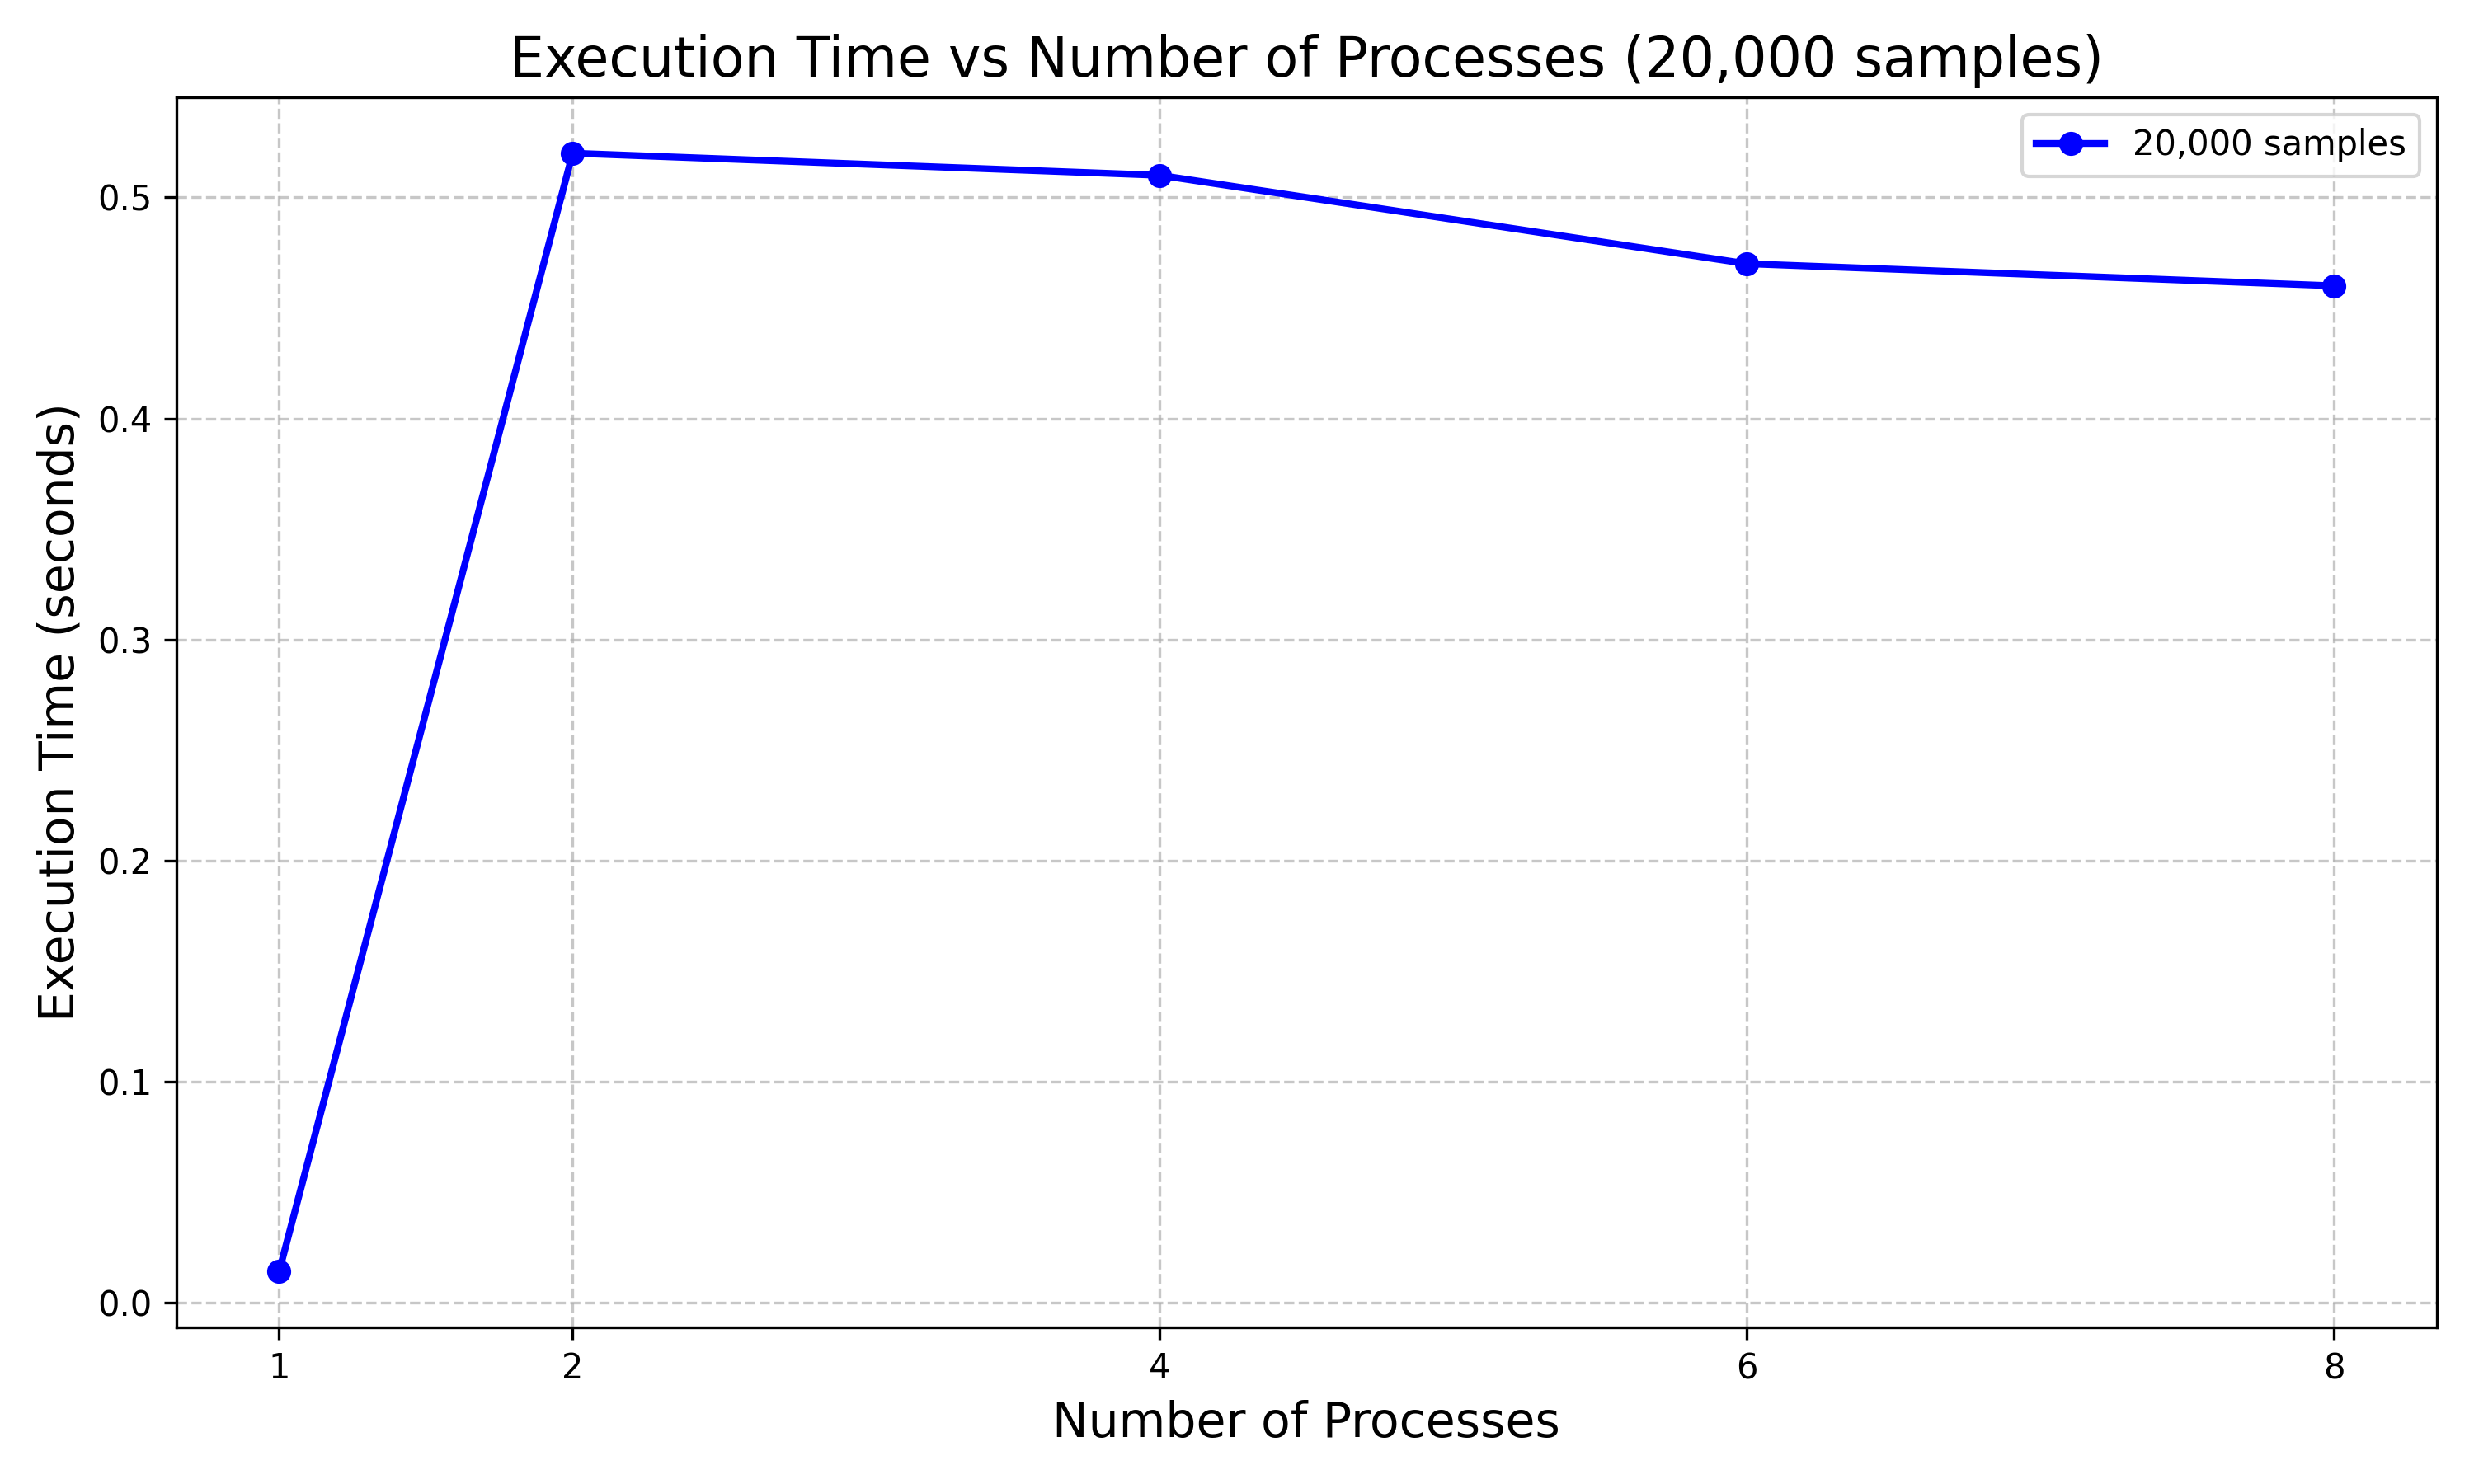 Execution Time vs Number of Processes (20,000 samples)
20,000 samples
Execution Time (seconds)
0.5
0.4
0.3
0.2
0.1
0.0
1 2 4 6 8
Number of Processes